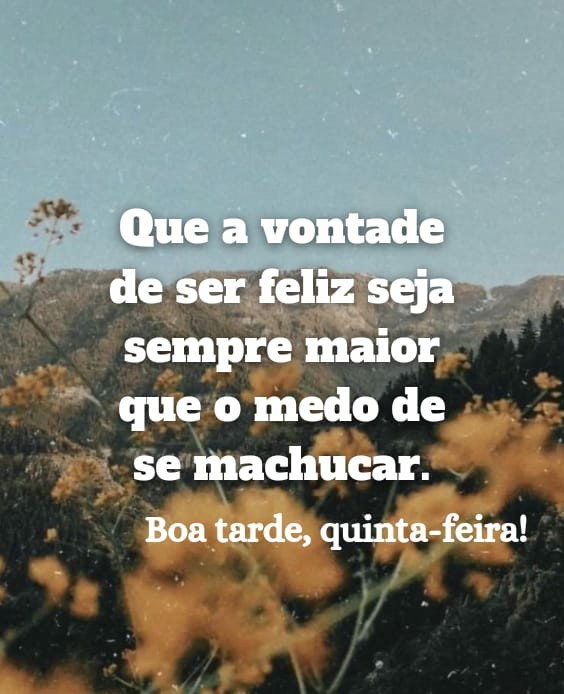 Que a vontade
de ser feliz seja
sempre maior
que o medo de
se machucar.
Boa tarde, quinta-feira!